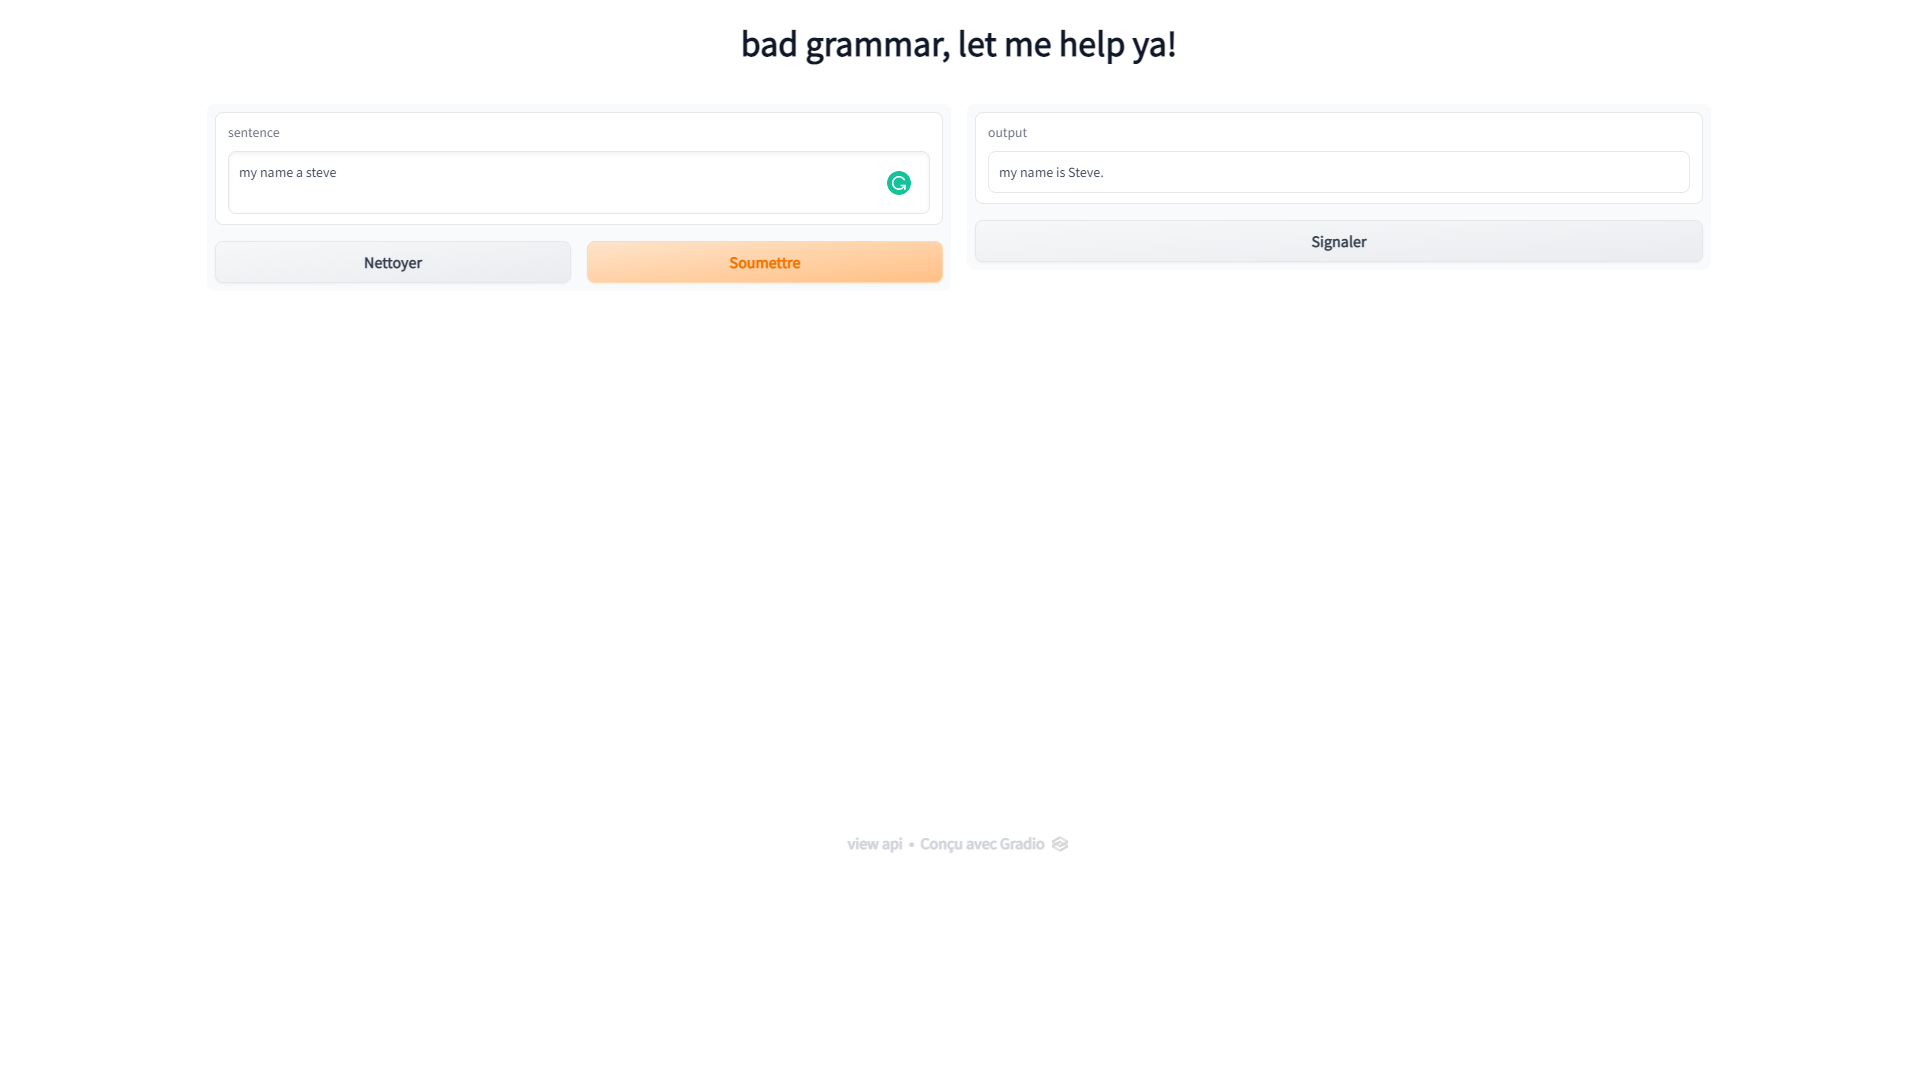 bad grammar, let me help ya!
sentence
my name a steve
Nettoyer
Soumettre
output
my name is Steve.
Signaler
view api • Conçu avec Gradio